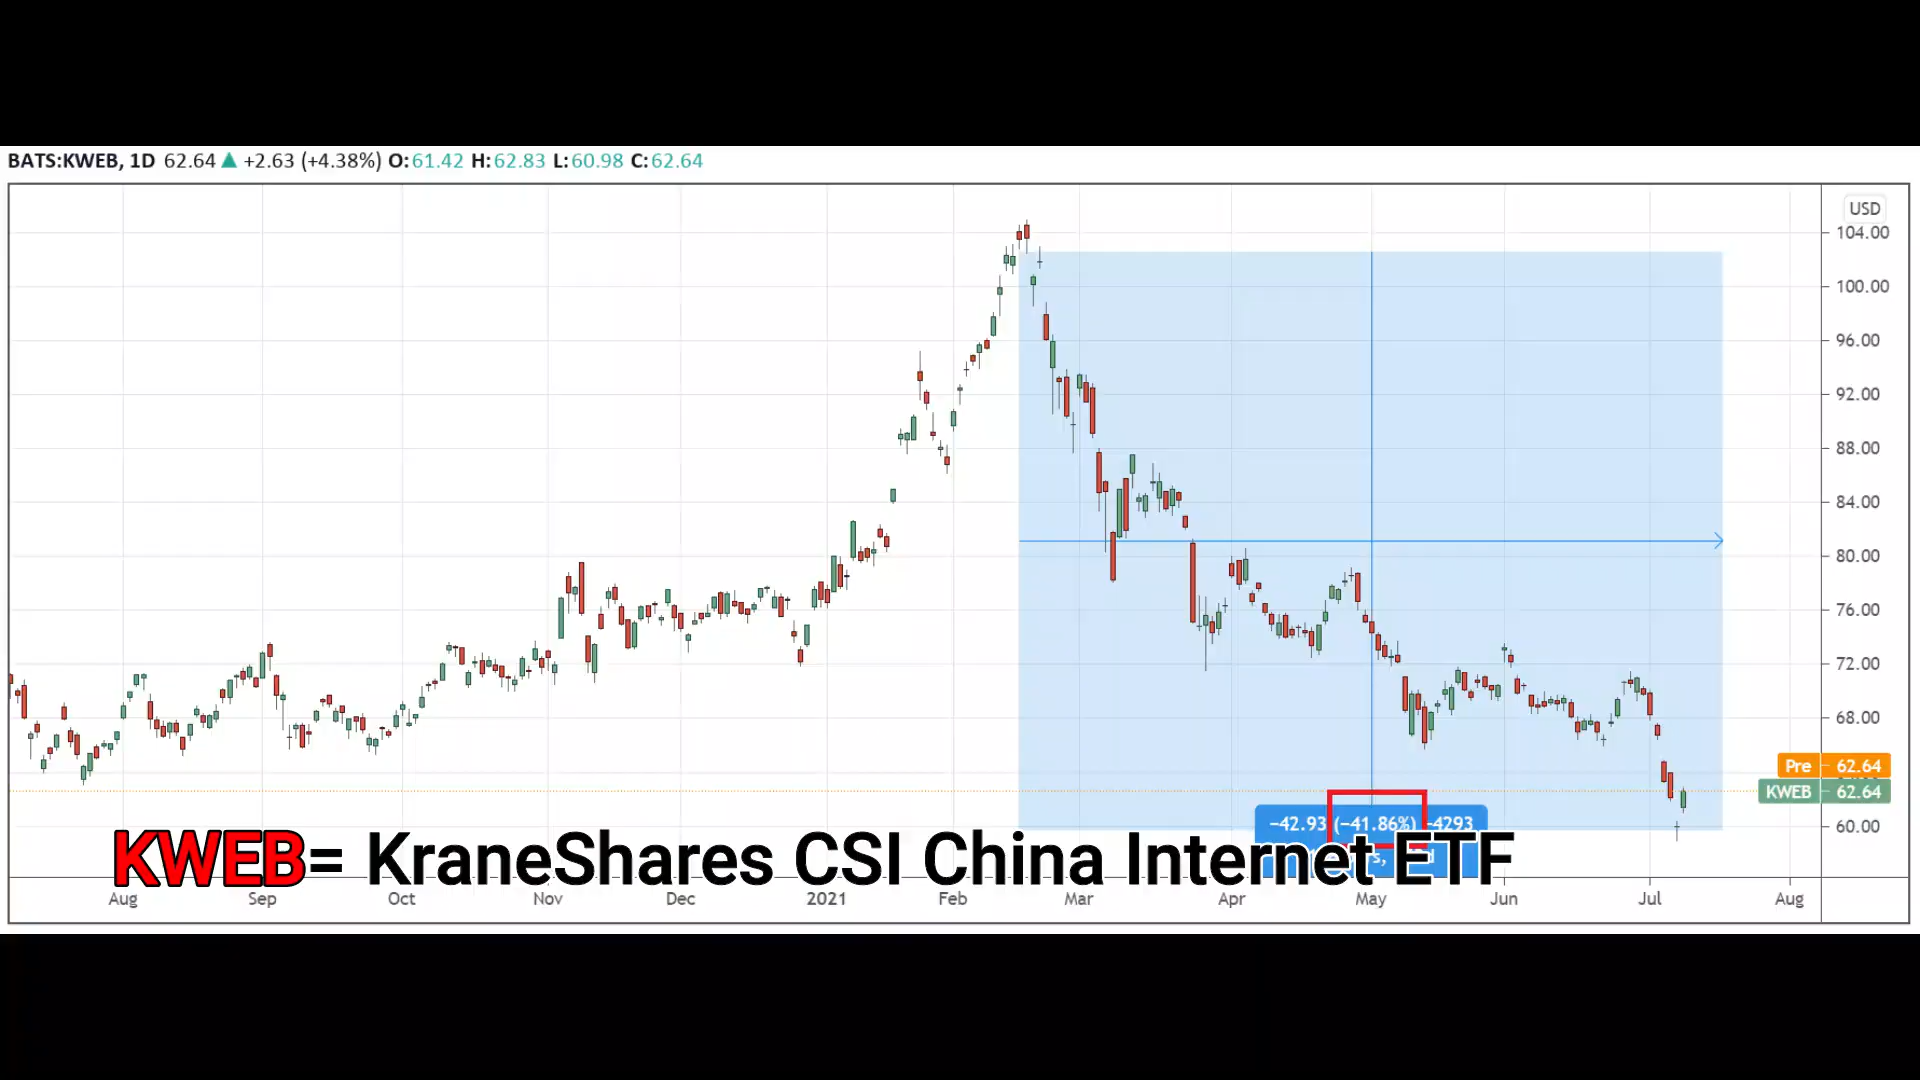 BATS:KWEB, 1D 62.64 ▲ +2.63 (+4.38%) O:61.42 H:62.83 L:60.98 C:62.64
USD
104.00
100.00
96.00
92.00
88.00
84.00
80.00
76.00
72.00
68.00
Pre 62.64
KWEB 62.64
60.00
−42.93 (−41.86%) −4293
KWEB= KraneShares CSI China Internet ETF
Aug Sep Oct Nov Dec 2021 Feb Mar Apr May Jun Jul Aug